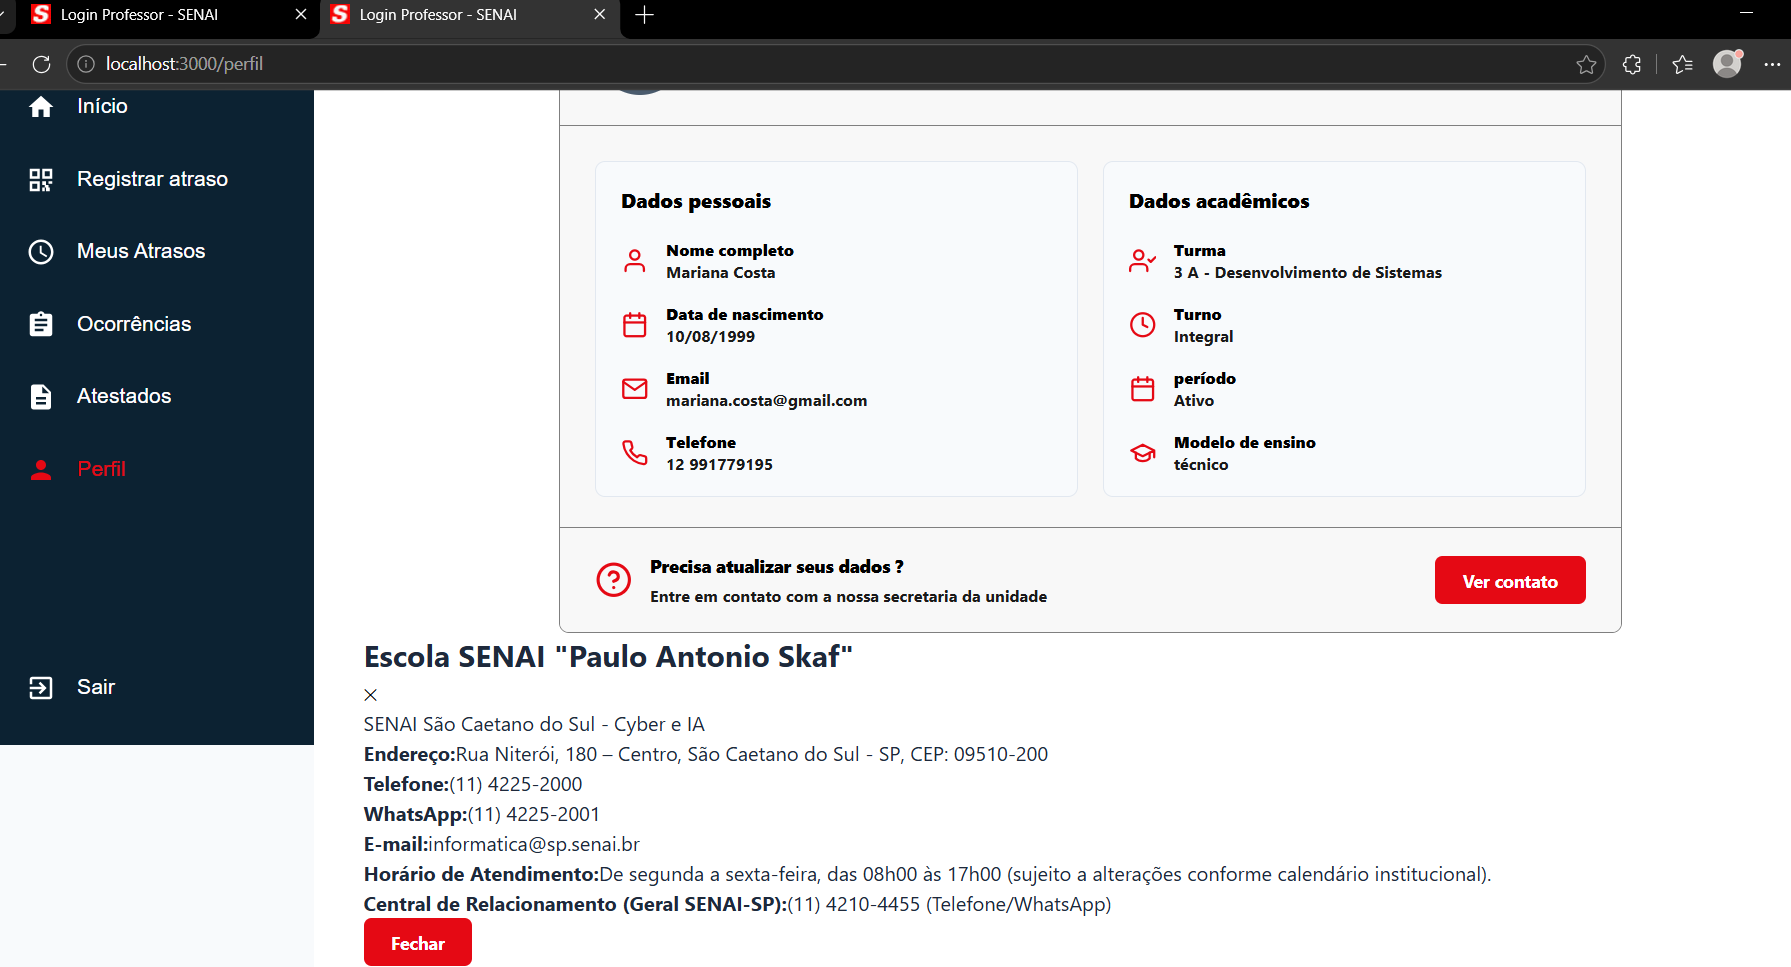 Login Professor - SENAI
Login Professor - SENAI
localhost:3000/perfil
Início
Registrar atraso
Meus Atrasos
Ocorrências
Atestados
Perfil
Sair
Dados pessoais
Nome completo
Mariana Costa
Data de nascimento
10/08/1999
Email
mariana.costa@gmail.com
Telefone
12 991779195
Dados acadêmicos
Turma
3 A - Desenvolvimento de Sistemas
Turno
Integral
período
Ativo
Modelo de ensino
técnico
Precisa atualizar seus dados ?
Entre em contato com a nossa secretaria da unidade
Ver contato
Escola SENAI "Paulo Antonio Skaf"
SENAI São Caetano do Sul - Cyber e IA
Endereço:Rua Niterói, 180 – Centro, São Caetano do Sul - SP, CEP: 09510-200
Telefone:(11) 4225-2000
WhatsApp:(11) 4225-2001
E-mail:informatica@sp.senai.br
Horário de Atendimento:De segunda a sexta-feira, das 08h00 às 17h00 (sujeito a alterações conforme calendário institucional).
Central de Relacionamento (Geral SENAI-SP):(11) 4210-4455 (Telefone/WhatsApp)
Fechar